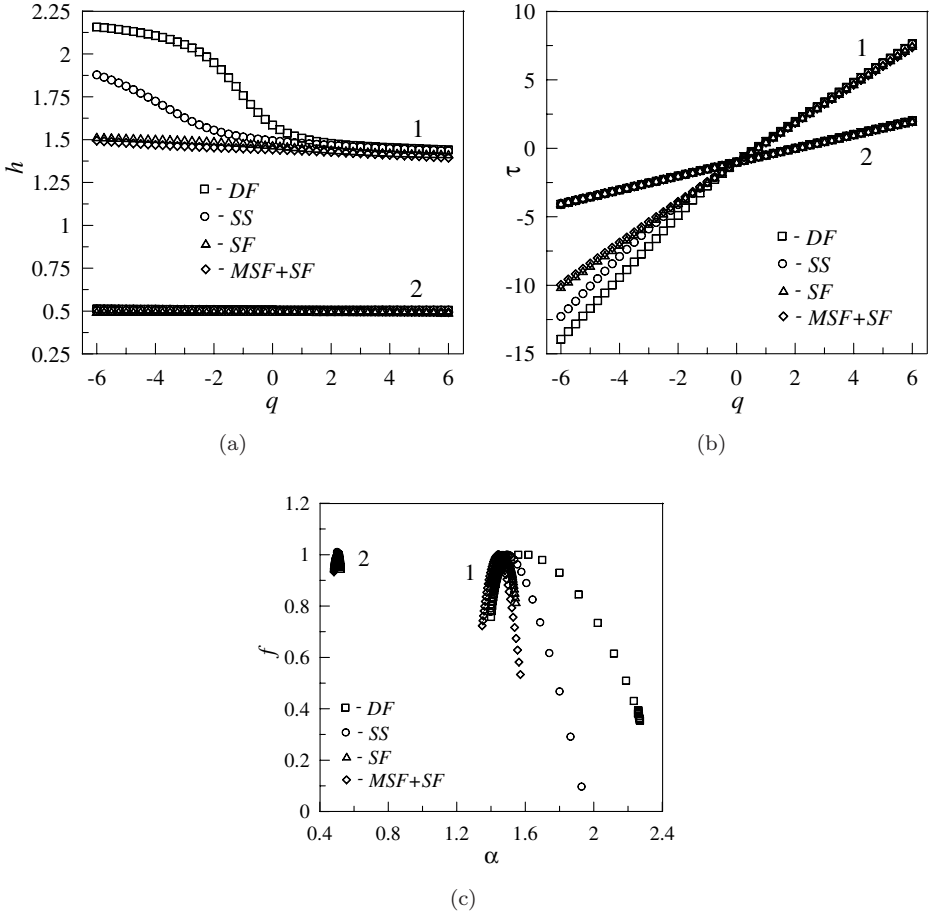 2.25
2
1.75
1.5
1.25
1
0.75
0.5
0.25
h
1
□ - DF
○ - SS
△ - SF
◇ - MSF+SF
2
-6 -4 -2 0 2 4 6
q
(a)
10
5
0
-5
-10
-15
τ
1
2
□ - DF
○ - SS
△ - SF
◇ - MSF+SF
-6 -4 -2 0 2 4 6
q
(b)
1.2
1
0.8
0.6
0.4
0.2
0
f
2
1
□ - DF
○ - SS
△ - SF
◇ - MSF+SF
0.4 0.8 1.2 1.6 2 2.4
α
(c)